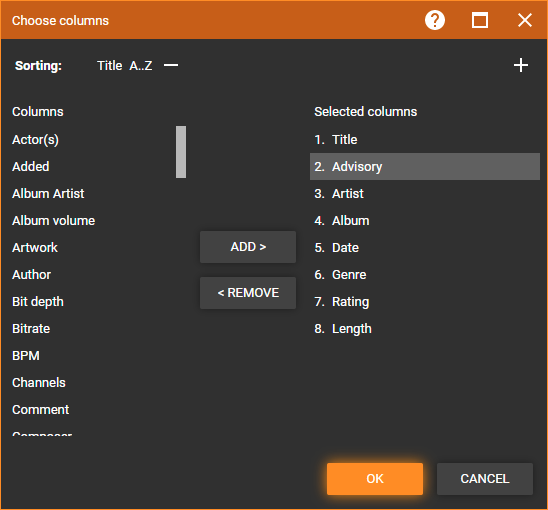 Choose columns
Sorting: Title A..Z
Columns
Actor(s)
Added
Album Artist
Album volume
Artwork
Author
Bit depth
Bitrate
BPM
Channels
Comment
Composer
ADD >
< REMOVE
Selected columns
1. Title
2. Advisory
3. Artist
4. Album
5. Date
6. Genre
7. Rating
8. Length
OK
CANCEL